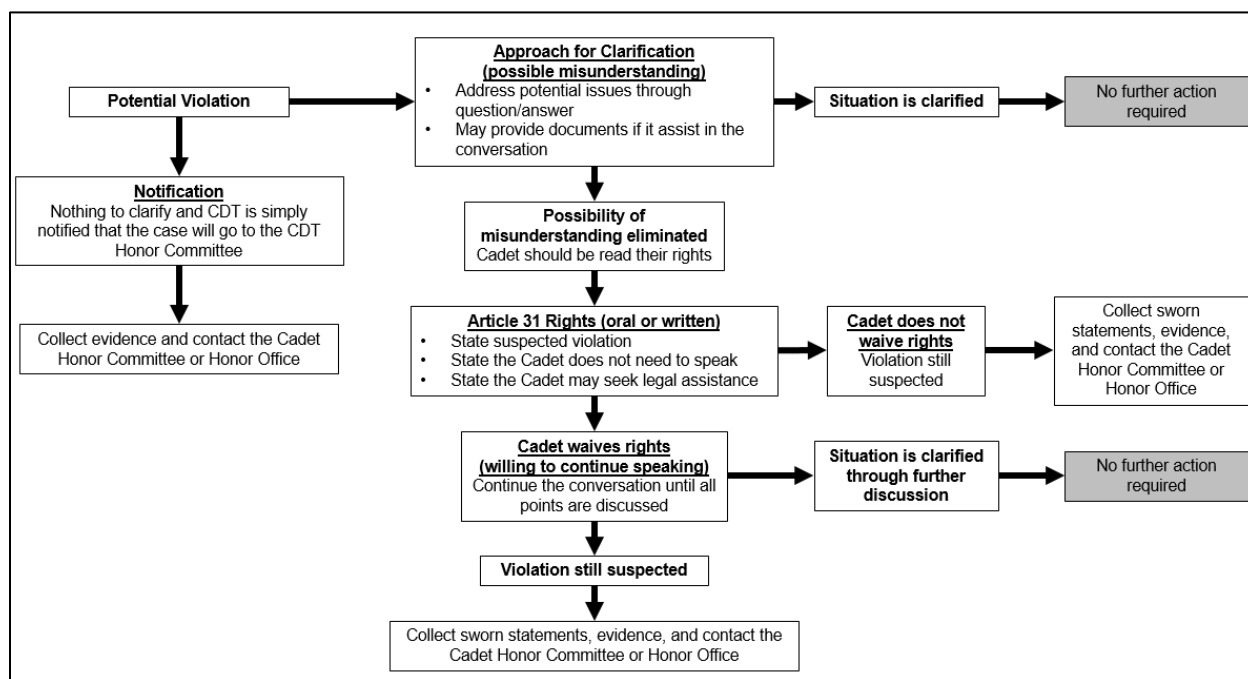 Approach for Clarification
(possible misunderstanding)
• Address potential issues through
question/answer
• May provide documents if it assist in the
conversation
Potential Violation
Situation is clarified
No further action
required
Notification
Nothing to clarify and CDT is simply
notified that the case will go to the CDT
Honor Committee
Possibility of
misunderstanding eliminated
Cadet should be read their rights
Collect evidence and contact the Cadet
Honor Committee or Honor Office
Article 31 Rights (oral or written)
• State suspected violation
• State the Cadet does not need to speak
• State the Cadet may seek legal assistance
Cadet does not
waive rights
Violation still
suspected
Collect sworn
statements, evidence,
and contact the Cadet
Honor Committee or
Honor Office
Cadet waives rights
(willing to continue speaking)
Continue the conversation until all
points are discussed
Situation is clarified
through further
discussion
No further action
required
Violation still suspected
Collect sworn statements, evidence, and contact the
Cadet Honor Committee or Honor Office